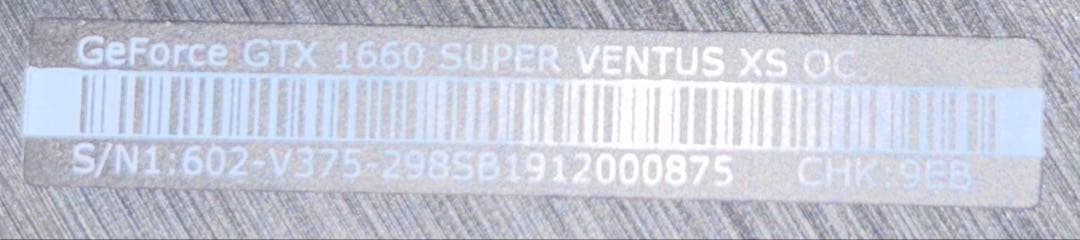 GeForce GTX 1660 SUPER VENTUS XS OC
S/N1:602-V375-298SB1912000875 CHK:9EB